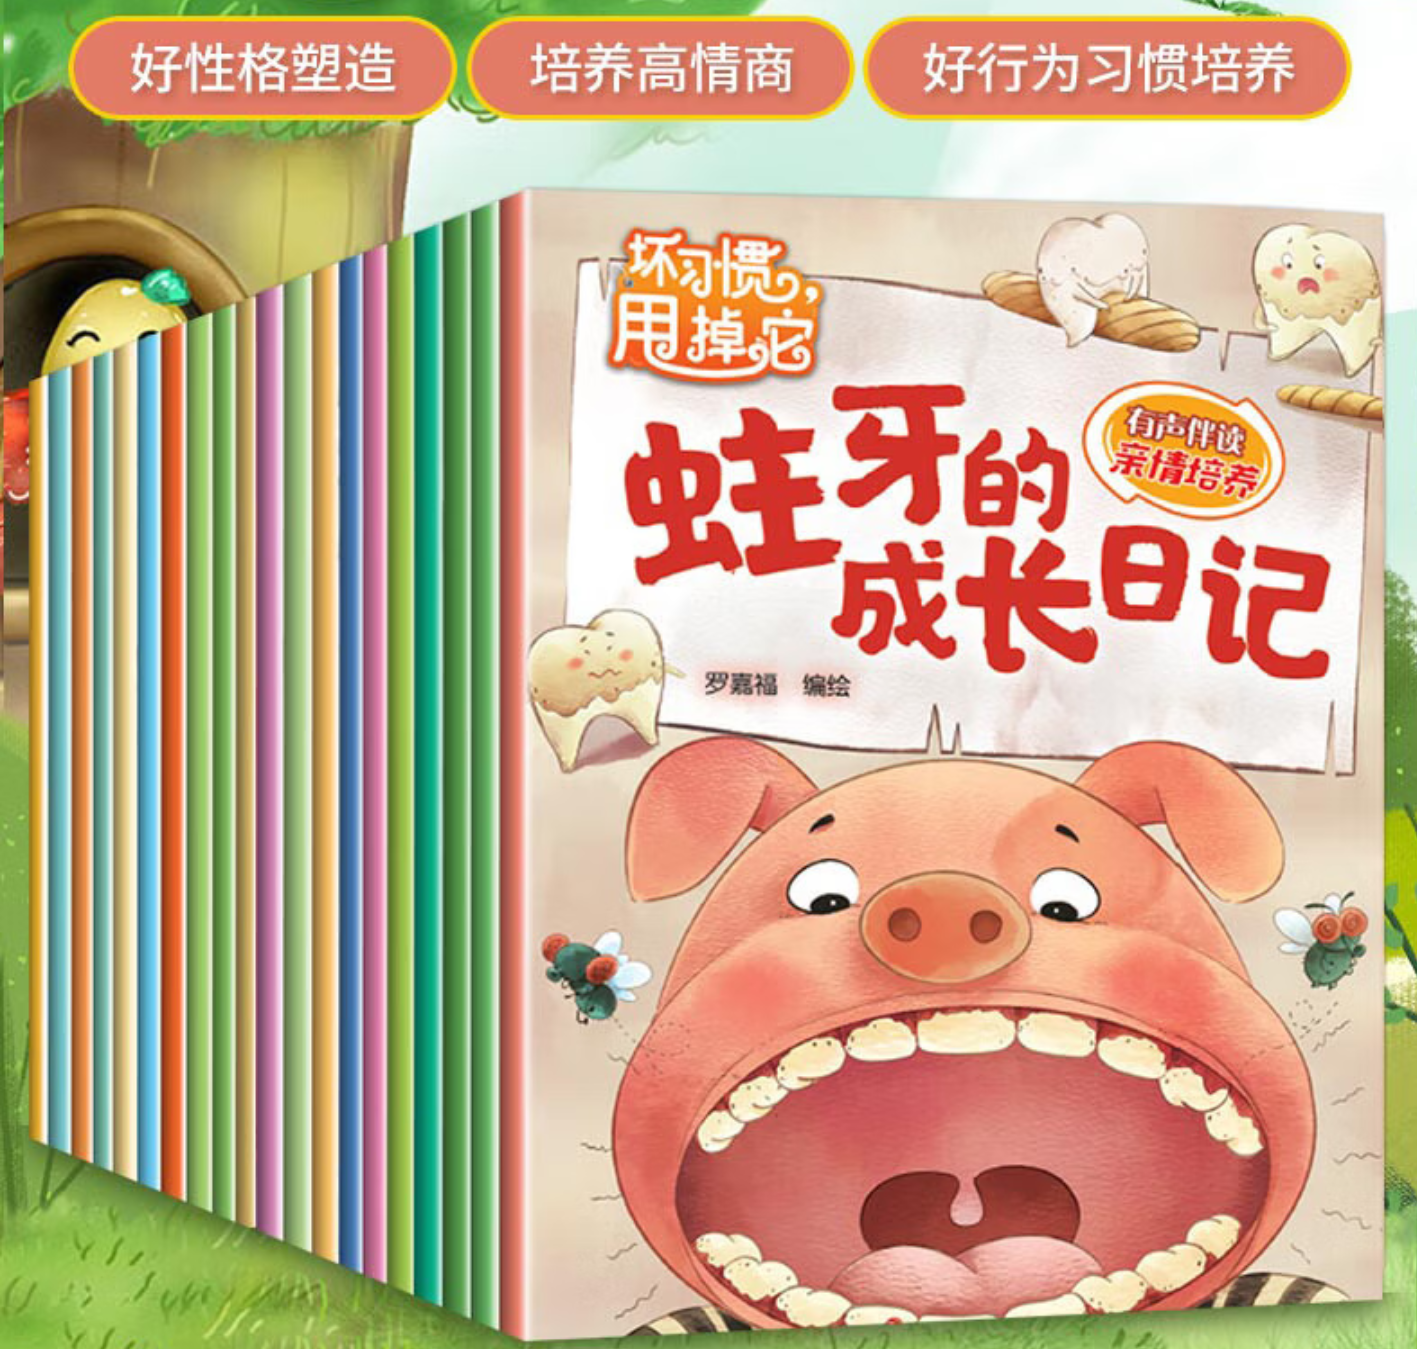 好性格塑造
培养高情商
好行为习惯培养
坏习惯,
甩掉它
蛀牙的
成长日记
有声伴读
亲情培养
罗嘉福 编绘